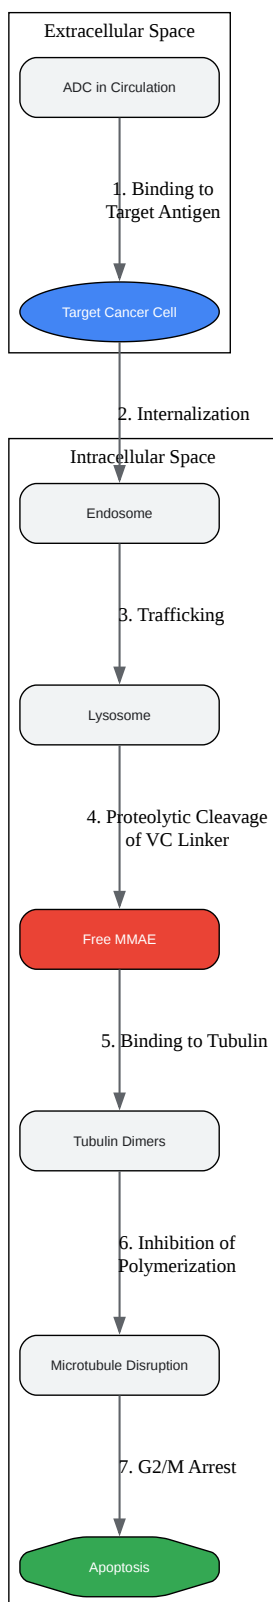 Extracellular Space
ADC in Circulation
1. Binding to
Target Antigen
Target Cancer Cell
2. Internalization
Intracellular Space
Endosome
3. Trafficking
Lysosome
4. Proteolytic Cleavage
of VC Linker
Free MMAE
5. Binding to Tubulin
Tubulin Dimers
6. Inhibition of
Polymerization
Microtubule Disruption
7. G2/M Arrest
Apoptosis